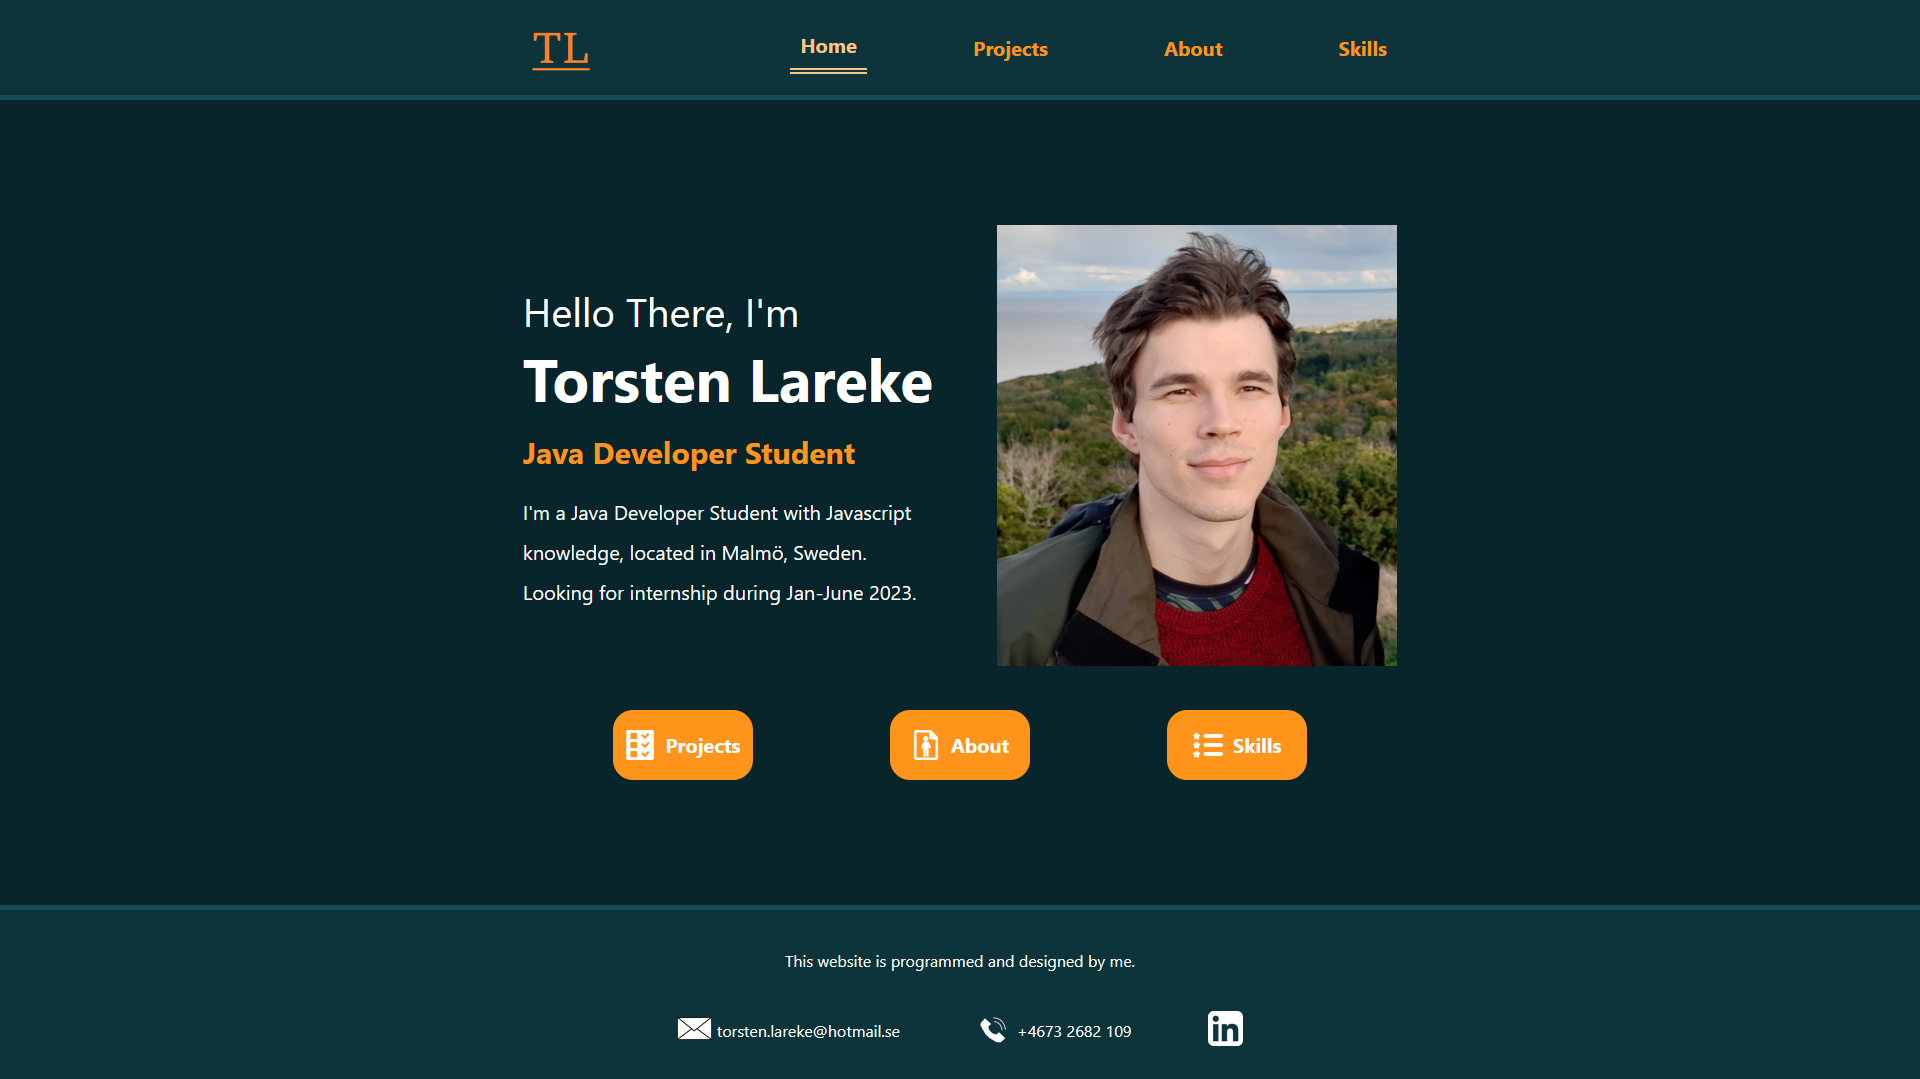 TL
Home
Projects
About
Skills
Hello There, I'm
Torsten Lareke
Java Developer Student
I'm a Java Developer Student with Javascript
knowledge, located in Malmö, Sweden.
Looking for internship during Jan-June 2023.
Projects
About
Skills
This website is programmed and designed by me.
torsten.lareke@hotmail.se
+4673 2682 109
in